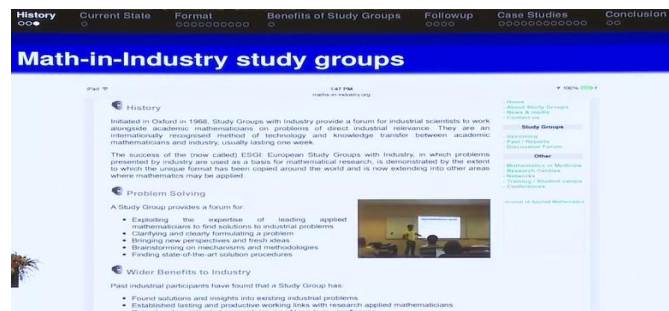 History
Current State
Format
Benefits of Study Groups
Followup
Case Studies
Conclusion
Math-in-Industry study groups
iPad
1:47 PM
maths-in-industry.org
100%
History
Initiated in Oxford in 1968, Study Groups with Industry provide a forum for industrial scientists to work
alongside academic mathematicians on problems of direct industrial relevance. They are an
internationally recognised method of technology and knowledge transfer between academic
mathematicians and industry, usually lasting one week.
The success of the (now called) ESGI: European Study Groups with Industry, in which problems
presented by industry are used as a basis for mathematical research, is demonstrated by the extent
to which the unique format has been copied around the world and is now extending into other areas
where mathematics may be applied
Problem Solving
A Study Group provides a forum for:
Exploiting the expertise of leading applied
mathematicians to find solutions to industrial problems
Clarifying and clearly formulating a problem
Bringing new perspectives and fresh ideas
Brainstorming on mechanisms and methodologies
Finding state-of-the-art solution procedures
Wider Benefits to Industry
Past industrial participants have found that a Study Group has:
Found solutions and insights into existing industrial problems
Established lasting and productive working links with research applied mathematicians
- Home
- About Study Groups
- News & media
- Contact us
Study Groups
- Upcoming
- Past / Reports
- Discussion Forum
Other
- Mathematics in Medicine
- Research Centres
- Networks
- Training / Student camps
- Conferences
Journal of Applied Mathematics